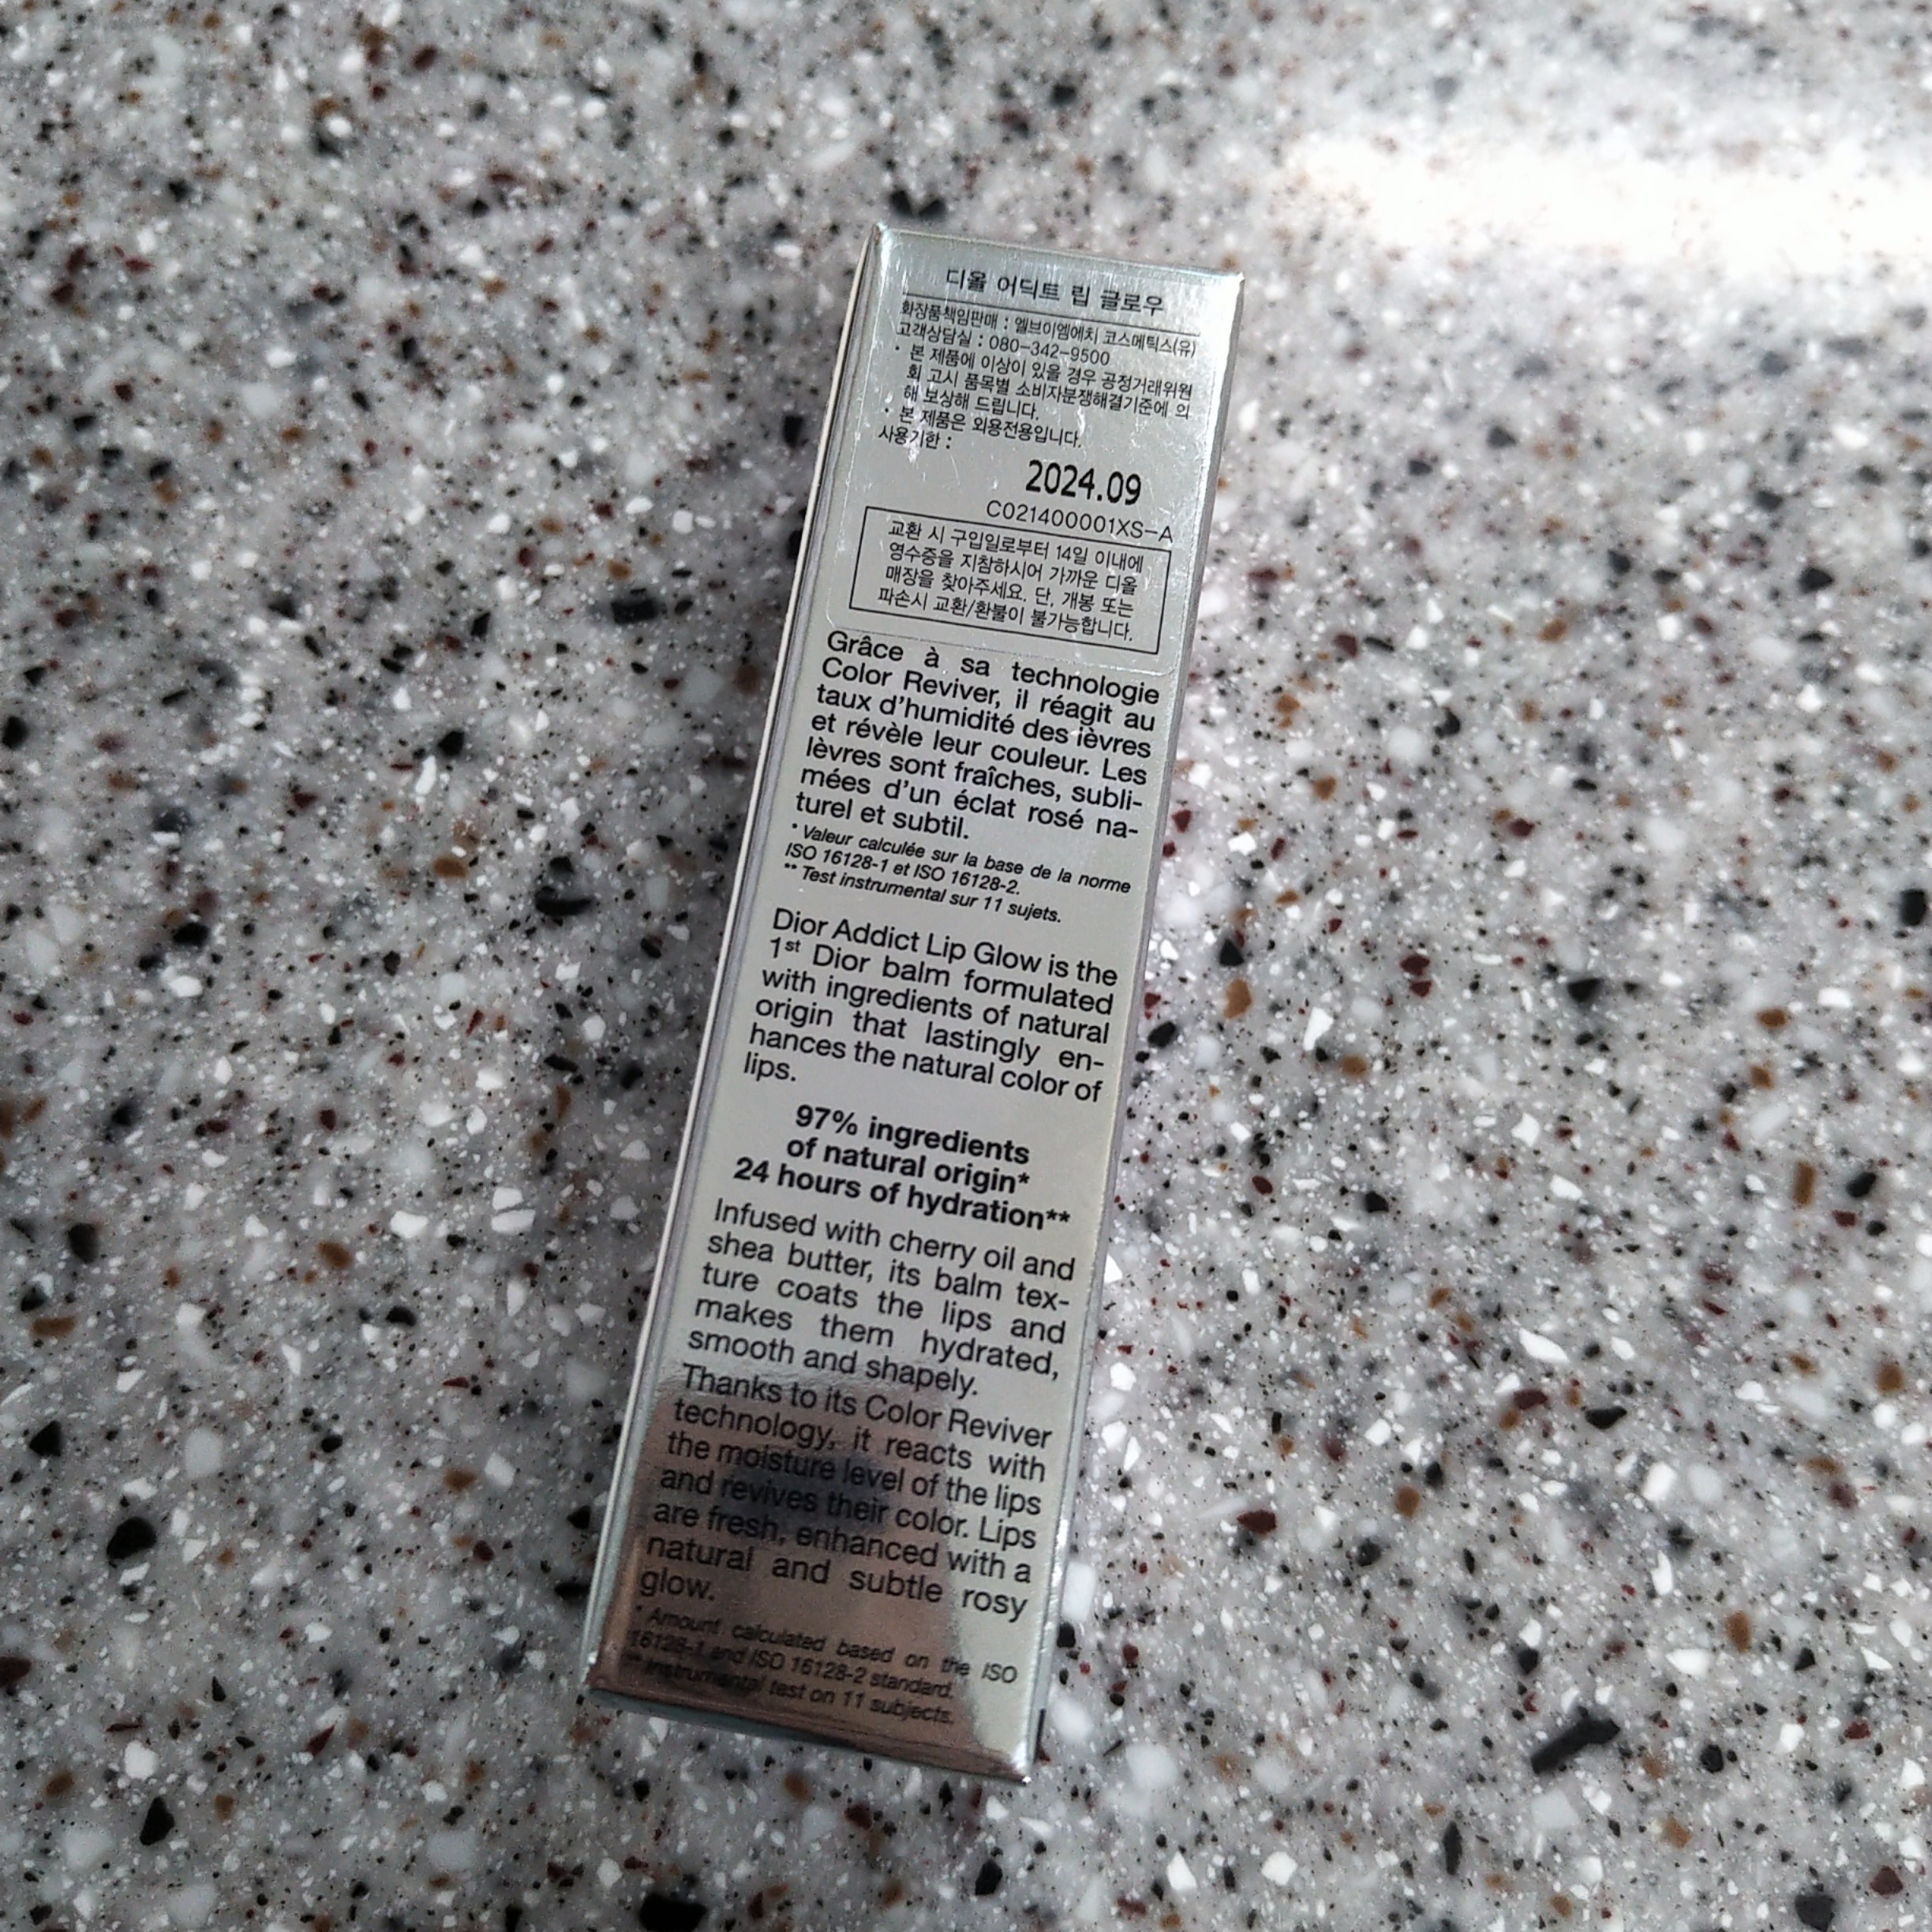 디올 어딕트 립 글로우
화장품책임판매 : 엘브이엠에치 코스메틱스(유)
고객상담실 : 080-342-9500
• 본 제품에 이상이 있을 경우 공정거래위원
회 고시 품목별 소비자분쟁해결기준에 의
해 보상해 드립니다.
• 본 제품은 외용전용입니다.
사용기한 :
2024.09
C021400001XS-A
교환 시 구입일로부터 14일 이내에
영수증을 지참하시어 가까운 디올
매장을 찾아주세요. 단, 개봉 또는
파손시 교환/환불이 불가능합니다.
Grâce à sa technologie
Color Reviver, il réagit au
taux d'humidité des lèvres
et révèle leur couleur. Les
lèvres sont fraîches, subli-
mées d'un éclat rosé na-
turel et subtil.
* Valeur calculée sur la base de la norme
ISO 16128-1 et ISO 16128-2.
** Test instrumental sur 11 sujets.
Dior Addict Lip Glow is the
1st Dior balm formulated
with ingredients of natural
origin that lastingly en-
hances the natural color of
lips.
97% ingredients
of natural origin*
24 hours of hydration**
Infused with cherry oil and
shea butter, its balm tex-
ture coats the lips and
makes them hydrated,
smooth and shapely.
Thanks to its Color Reviver
technology, it reacts with
the moisture level of the lips
and revives their color. Lips
are fresh, enhanced with a
natural and subtle rosy
glow.
* Amount calculated based on the ISO
16128-1 and ISO 16128-2 standard.
** Instrumental test on 11 subjects.